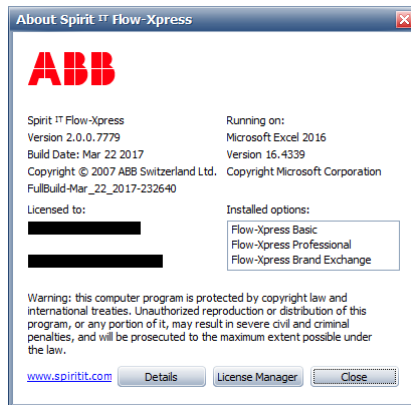 About Spirit IT Flow-Xpress
ABB
Spirit IT Flow-Xpress
Version 2.0.0.7779
Build Date: Mar 22 2017
Copyright © 2007 ABB Switzerland Ltd.
FullBuild-Mar_22_2017-232640
Running on:
Microsoft Excel 2016
Version 16.4339
Copyright Microsoft Corporation
Licensed to:
Installed options:
Flow-Xpress Basic
Flow-Xpress Professional
Flow-Xpress Brand Exchange
Warning: this computer program is protected by copyright law and
international treaties. Unauthorized reproduction or distribution of this
program, or any portion of it, may result in severe civil and criminal
penalties, and will be prosecuted to the maximum extent possible under
the law.
www.spiritit.com
Details
License Manager
Close